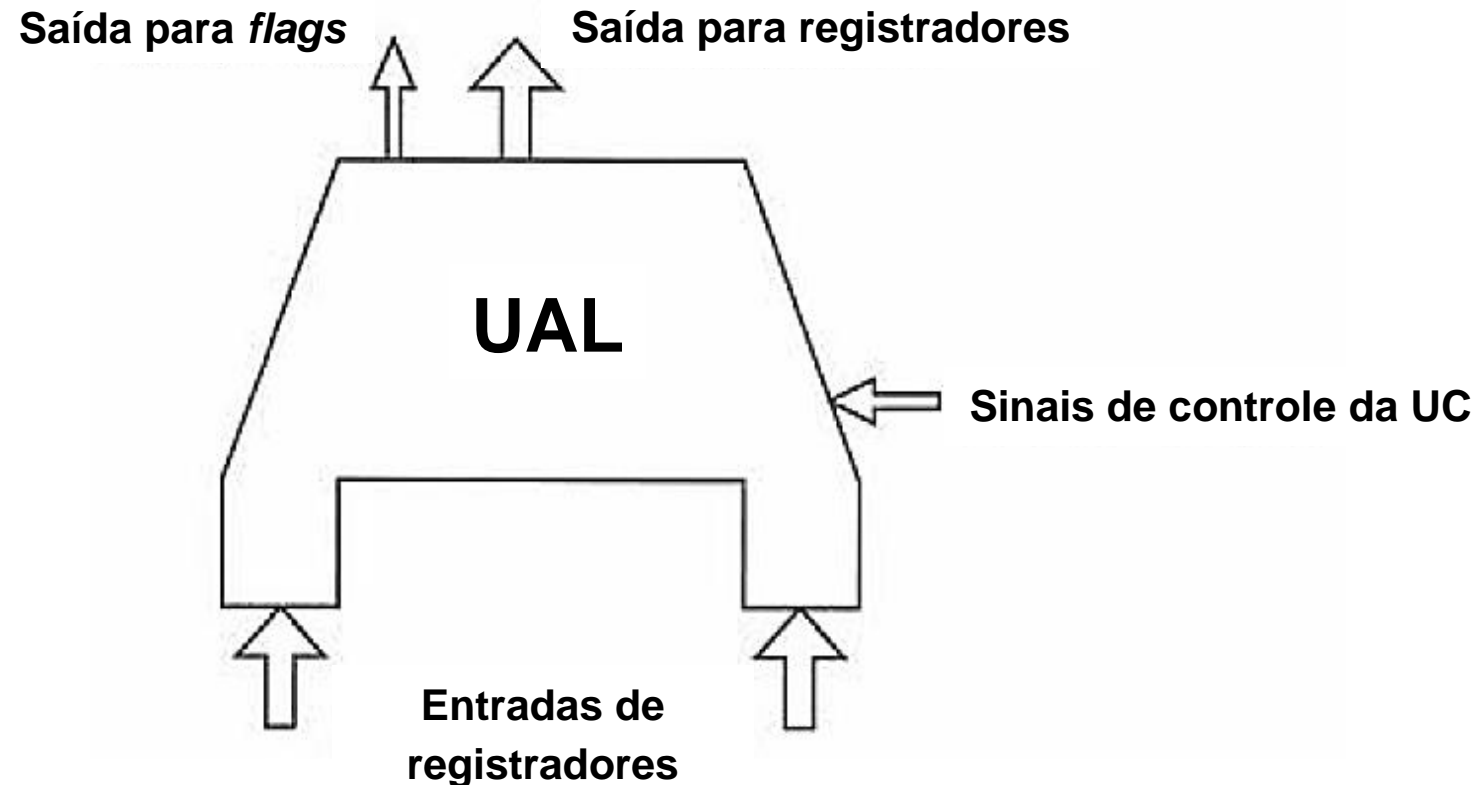 Saída para flags
Saída para registradores
UAL
Sinais de controle da UC
Entradas de
registradores